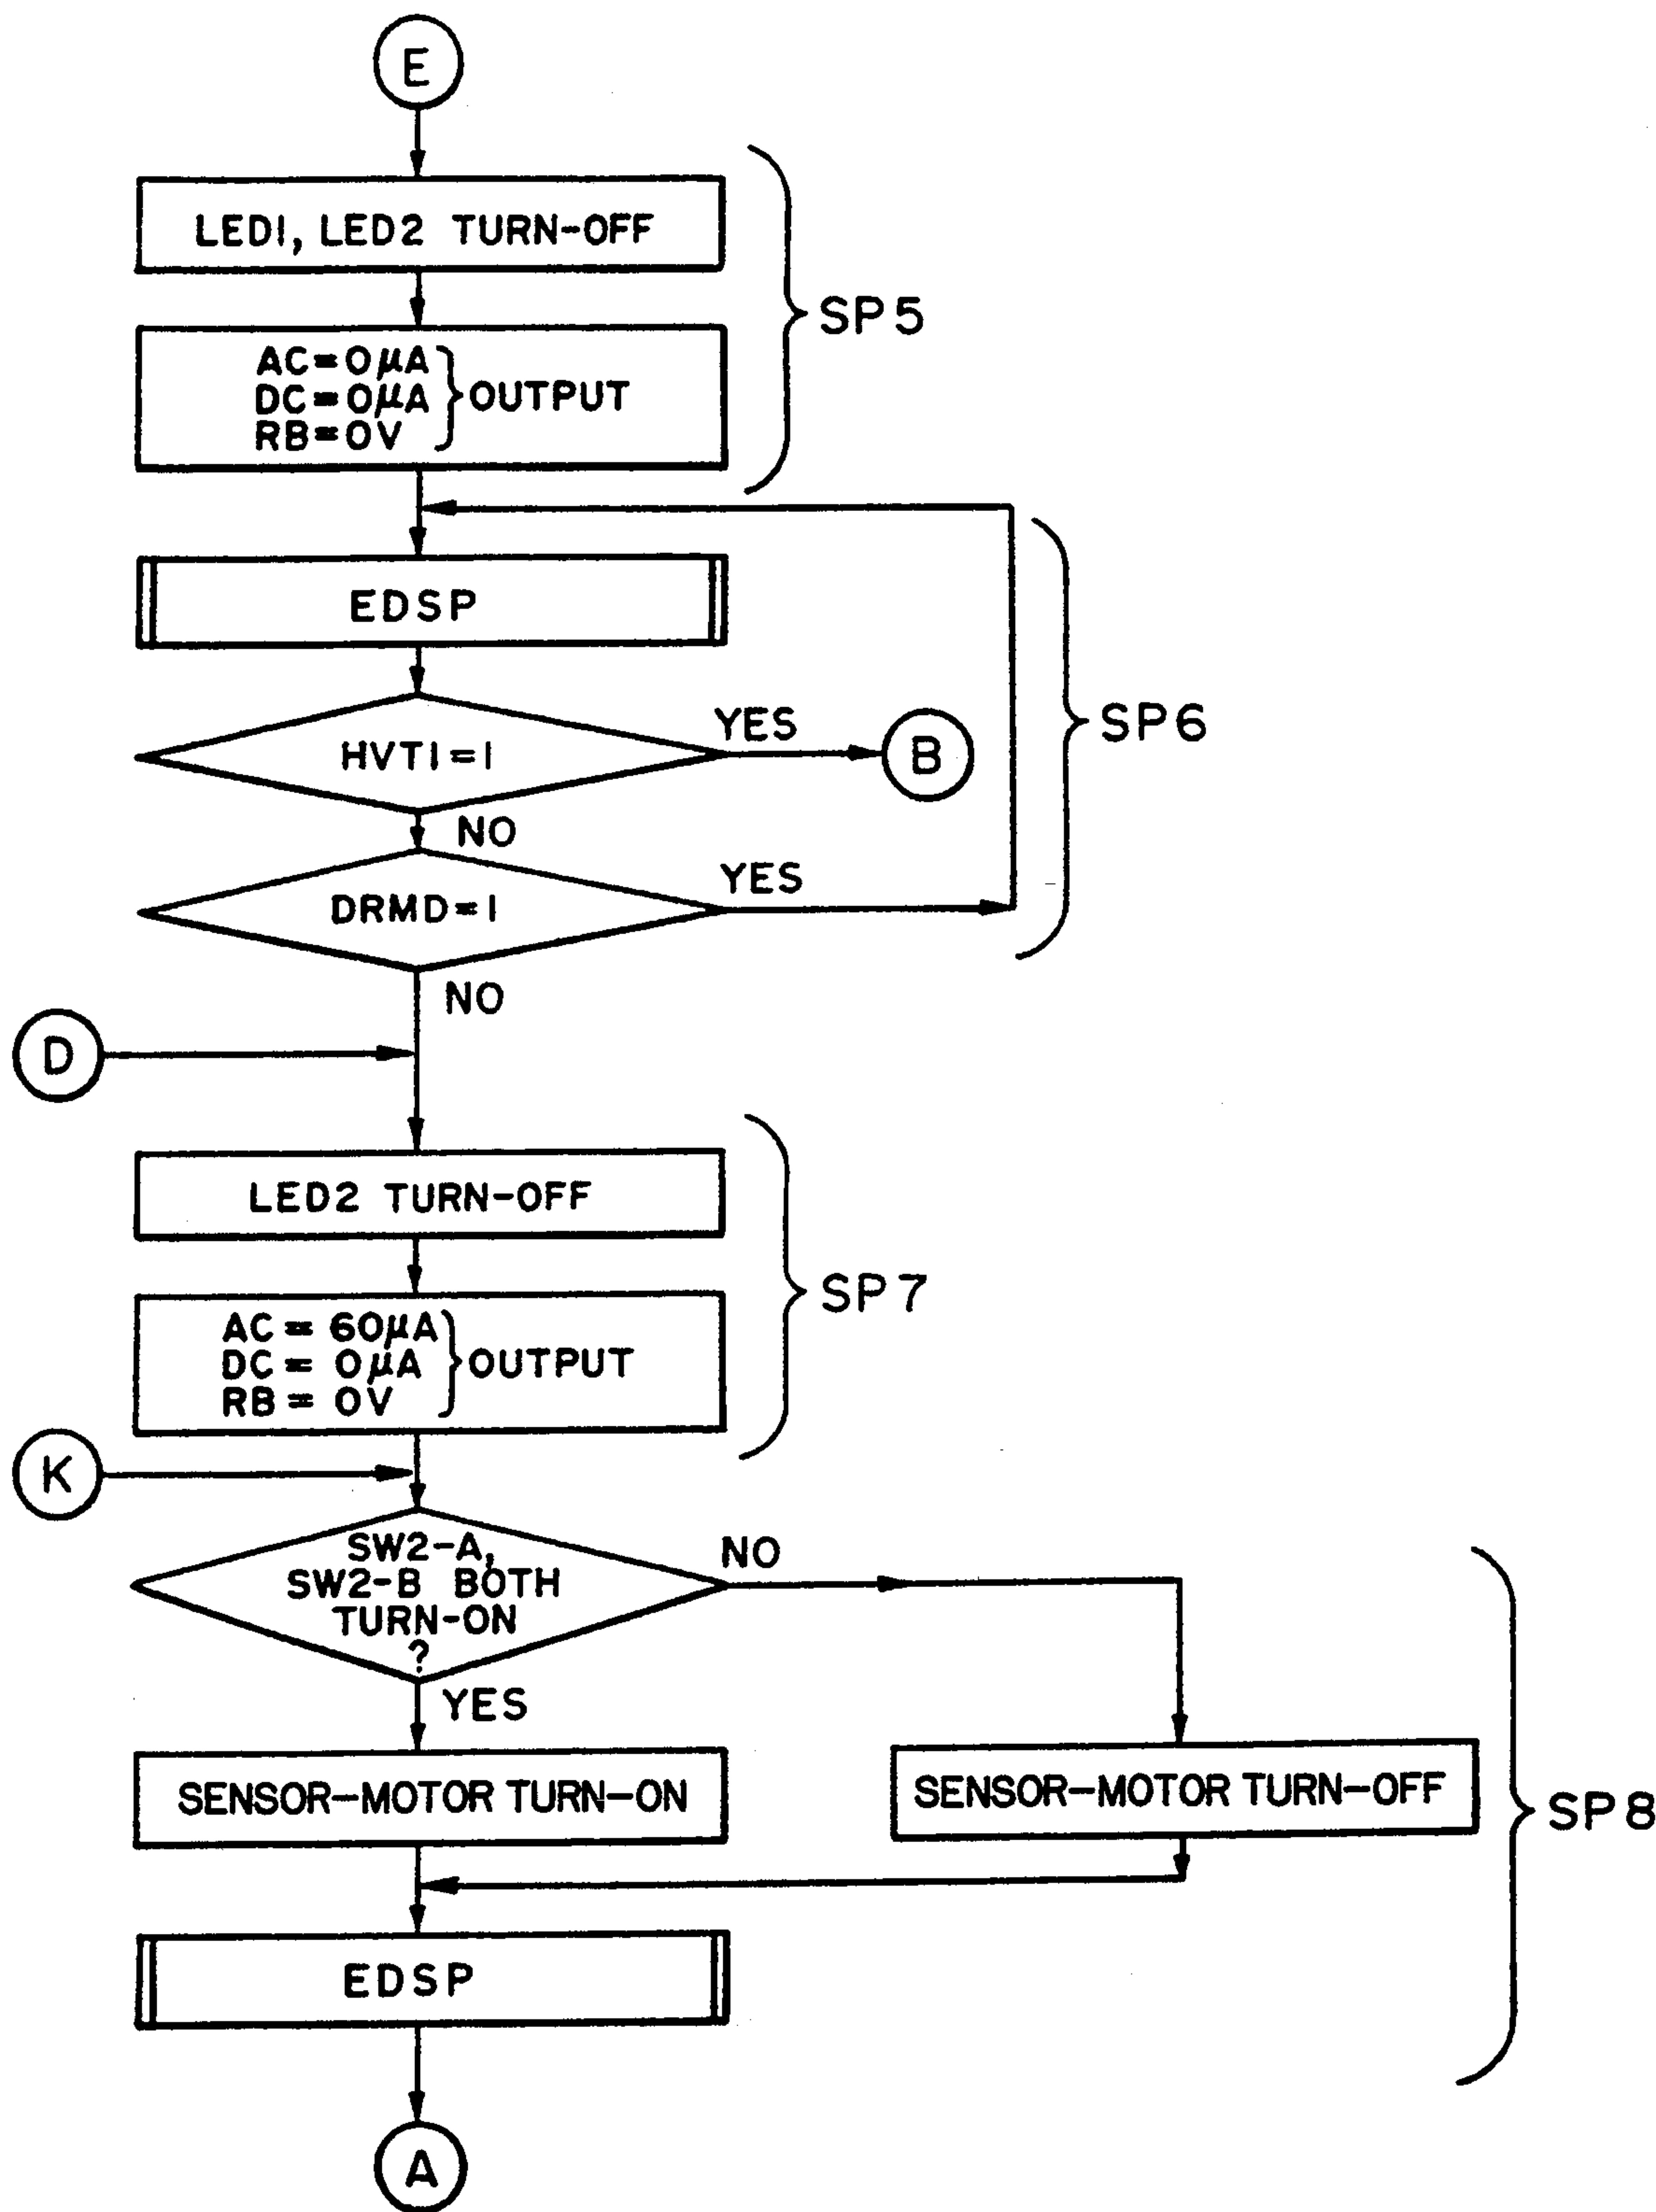 E
LED1, LED2 TURN-OFF
AC=0μA
DC=0μA
RB=0V
OUTPUT
SP5
EDSP
HVT1=1
YES
B
NO
DRMD=1
YES
SP6
NO
D
LED2 TURN-OFF
AC= 60μA
DC= 0μA
RB= 0V
OUTPUT
SP7
K
SW2-A,
SW2-B BOTH
TURN-ON
?
NO
YES
SENSOR-MOTOR TURN-ON
SENSOR-MOTOR TURN-OFF
SP8
EDSP
A